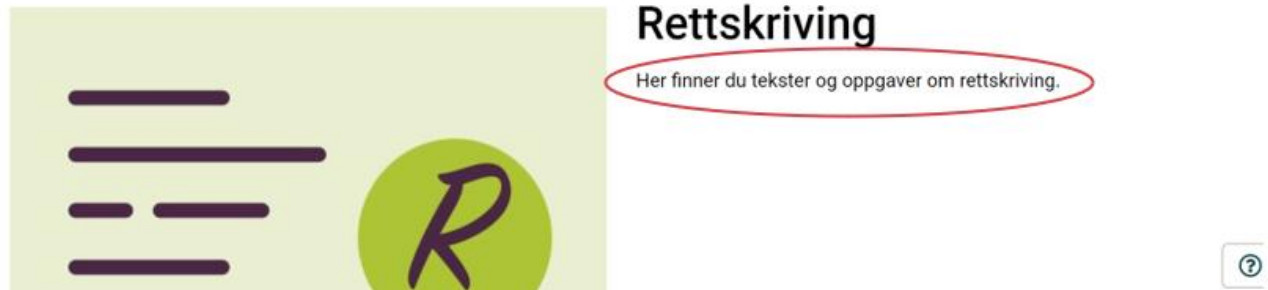 Rettskriving
Her finner du tekster og oppgaver om rettskriving.
R
?